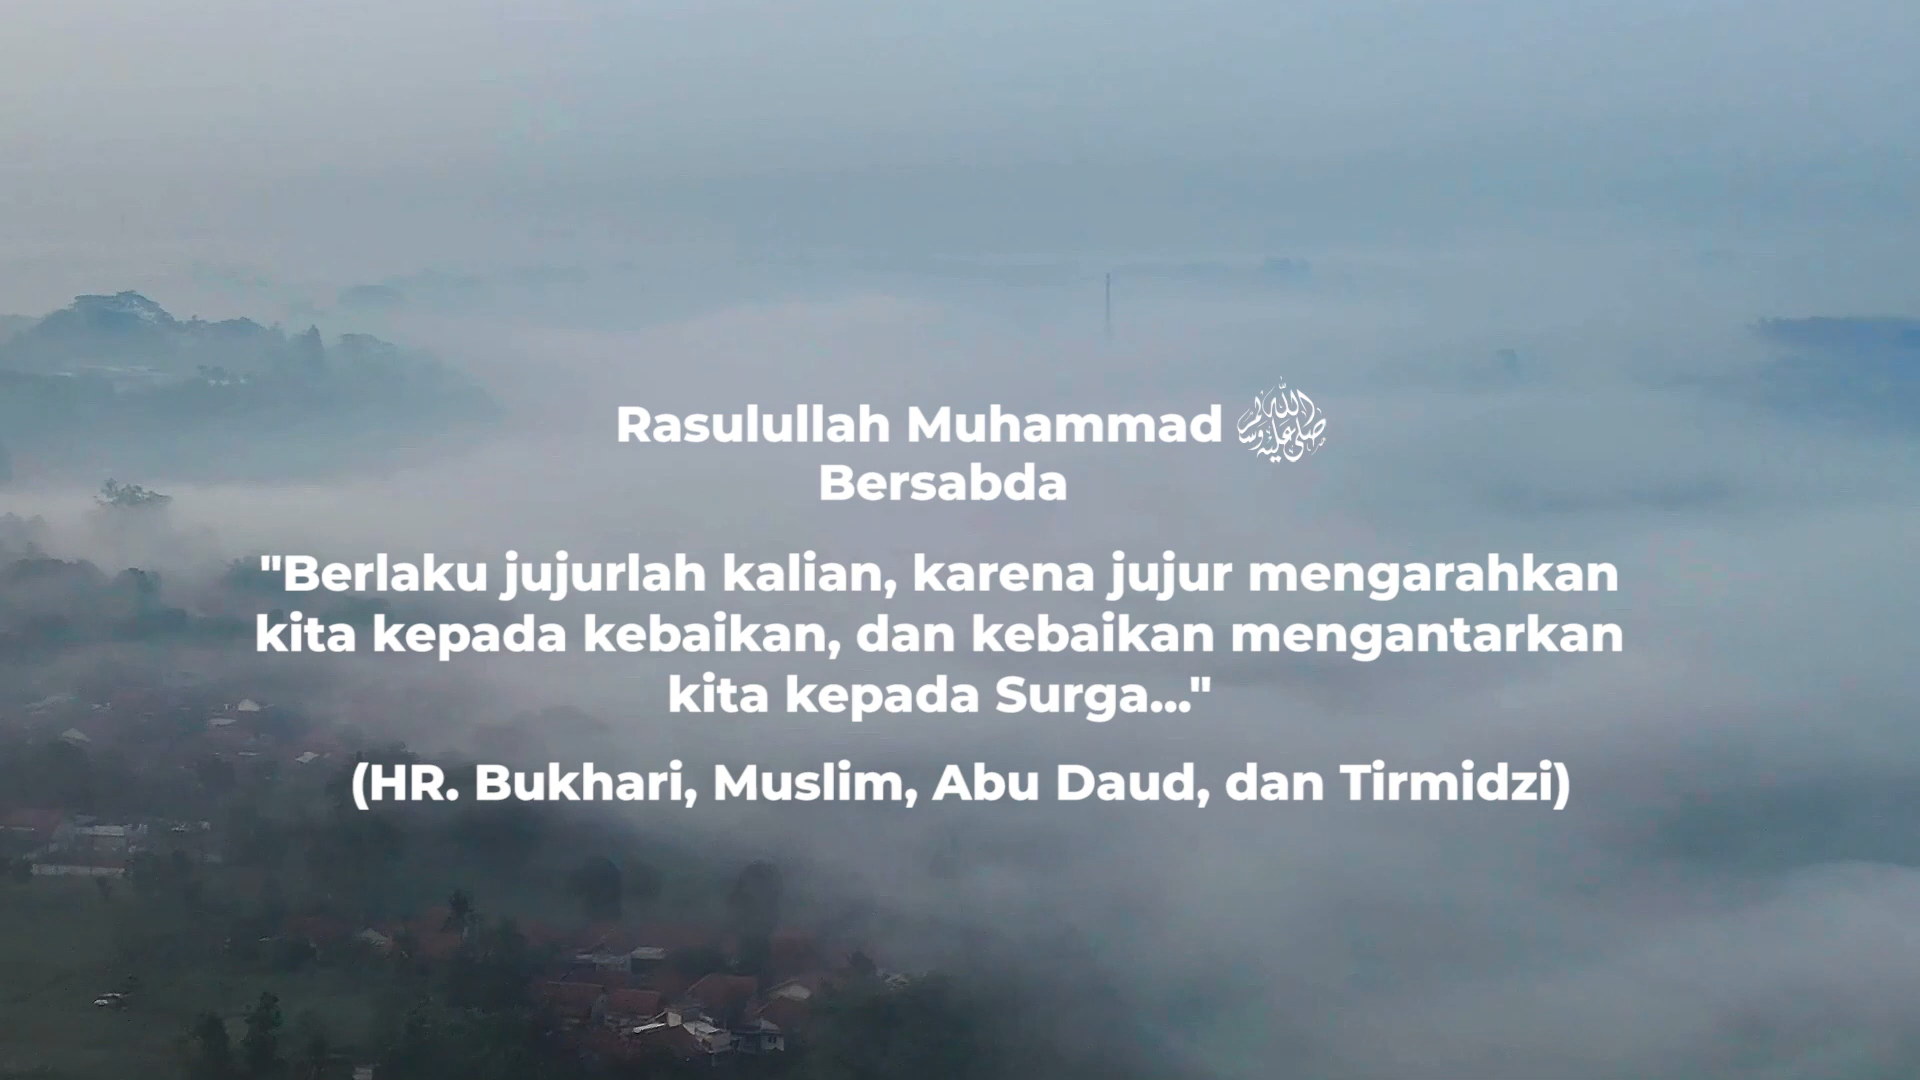 Rasulullah Muhammad ﷺ
Bersabda
"Berlaku jujurlah kalian, karena jujur mengarahkan
kita kepada kebaikan, dan kebaikan mengantarkan
kita kepada Surga..."
(HR. Bukhari, Muslim, Abu Daud, dan Tirmidzi)